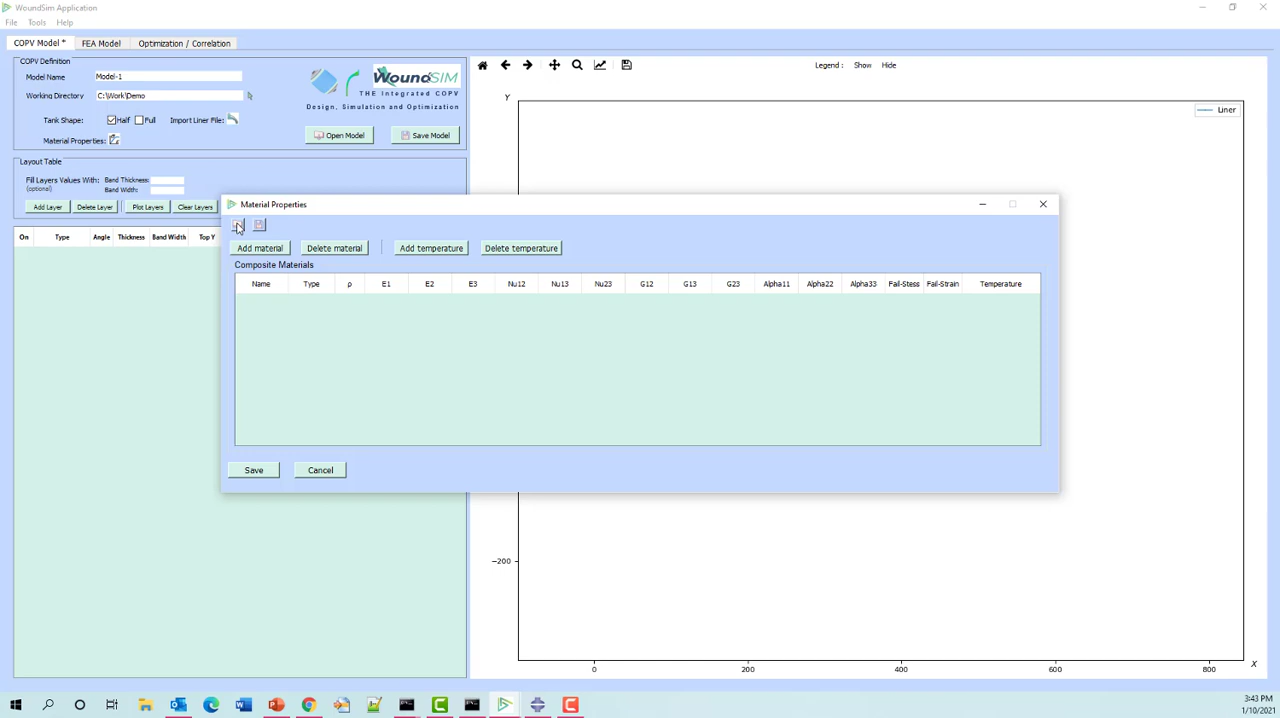 WoundSim Application
File Tools Help
COPV Model * FEA Model Optimization / Correlation
COPV Definition
Model Name Model-1
Working Directory C:\Work\Demo
Tank Shape: Half Full Import Liner File:
Material Properties:
WoundSIM
THE Integrated COPV
Design, Simulation and Optimization
Open Model Save Model
Layout Table
Fill Layers Values With: Band Thickness:
(optional) Band Width:
Add Layer Delete Layer Plot Layers Clear Layers
On Type Angle Thickness Band Width Top Y
Legend : Show Hide
Y
Liner
Material Properties
Add material Delete material Add temperature Delete temperature
Composite Materials
Name Type ρ E1 E2 E3 Nu12 Nu13 Nu23 G12 G13 G23 Alpha11 Alpha22 Alpha33 Fail-Stess Fail-Strain Temperature
Save Cancel
−200
0 200 400 600 800 X
3:43 PM
1/10/2021